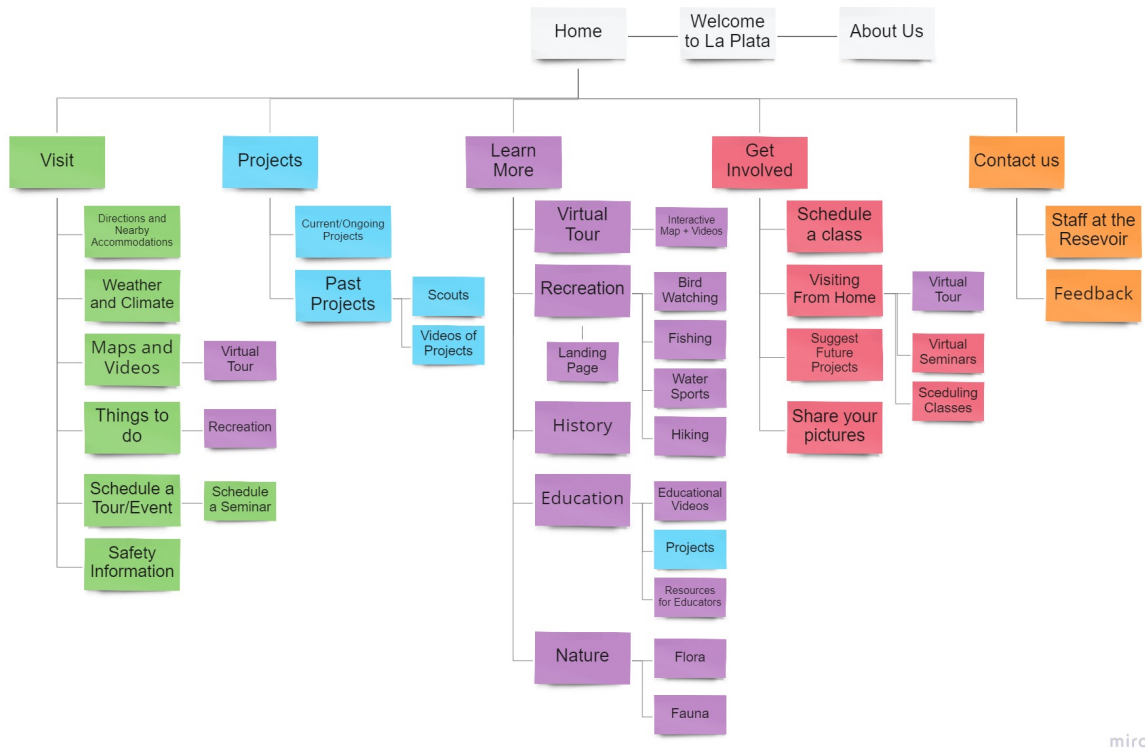 Home
Welcome
to La Plata
About Us
Visit
Projects
Learn
More
Get
Involved
Contact us
Directions and
Nearby
Accommodations
Weather
and Climate
Maps and
Videos
Virtual
Tour
Things to
do
Recreation
Schedule a
Tour/Event
Schedule
a Seminar
Safety
Information
Current/Ongoing
Projects
Past
Projects
Scouts
Videos of
Projects
Virtual
Tour
Interactive
Map + Videos
Recreation
Landing
Page
Bird
Watching
Fishing
Water
Sports
Hiking
History
Education
Educational
Videos
Projects
Resources
for Educators
Nature
Flora
Fauna
Schedule
a class
Visiting
From Home
Virtual
Tour
Virtual
Seminars
Sceduling
Classes
Suggest
Future
Projects
Share your
pictures
Staff at the
Resevoir
Feedback
miro